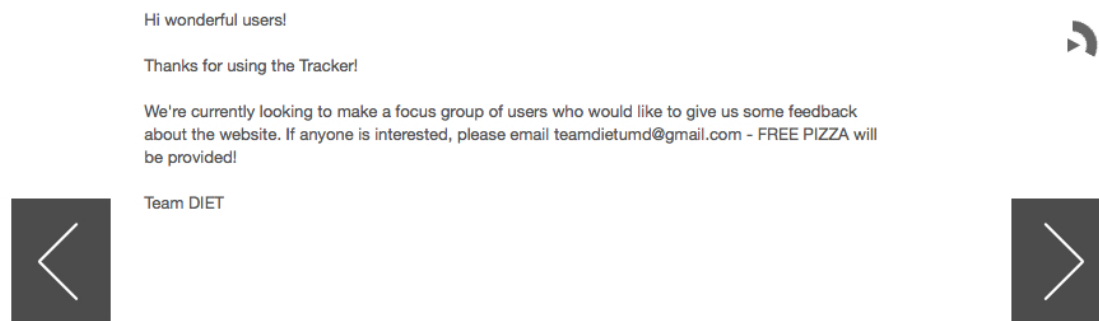 Hi wonderful users!
Thanks for using the Tracker!
We're currently looking to make a focus group of users who would like to give us some feedback
about the website. If anyone is interested, please email teamdietumd@gmail.com - FREE PIZZA will
be provided!
Team DIET